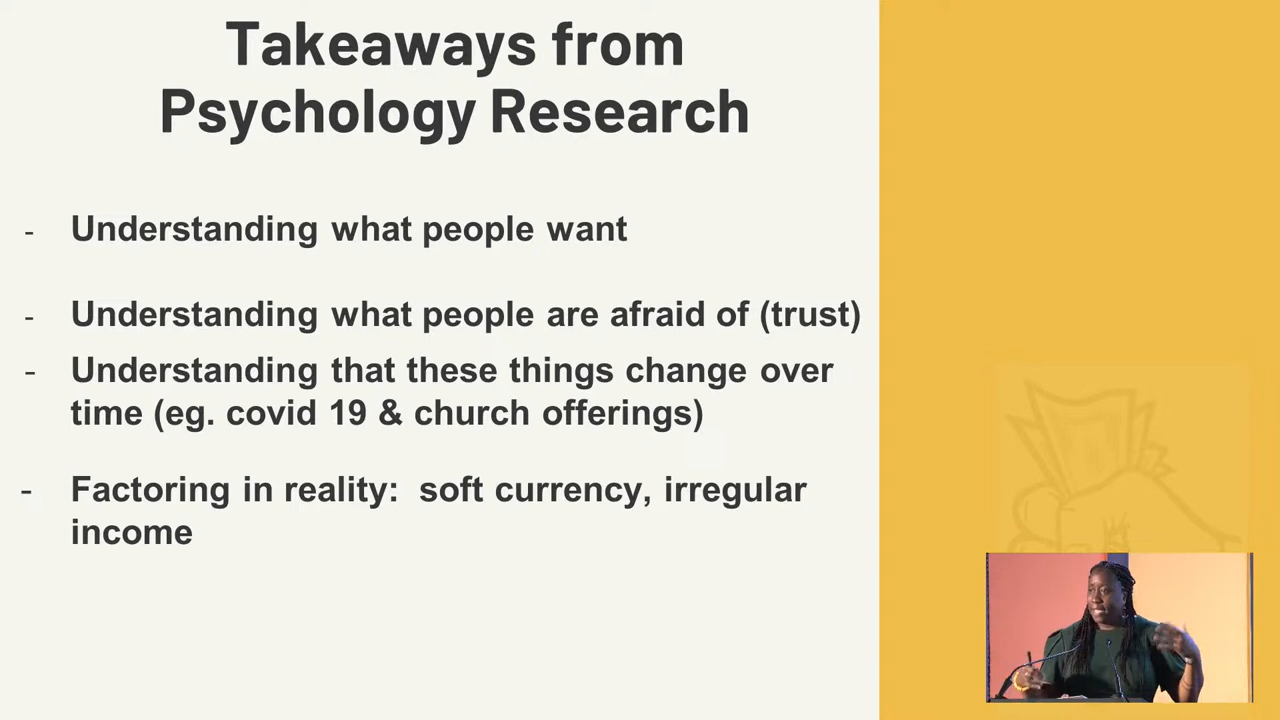 Takeaways from
Psychology Research
- Understanding what people want
- Understanding what people are afraid of (trust)
- Understanding that these things change over
time (eg. covid 19 & church offerings)
- Factoring in reality:  soft currency, irregular
income